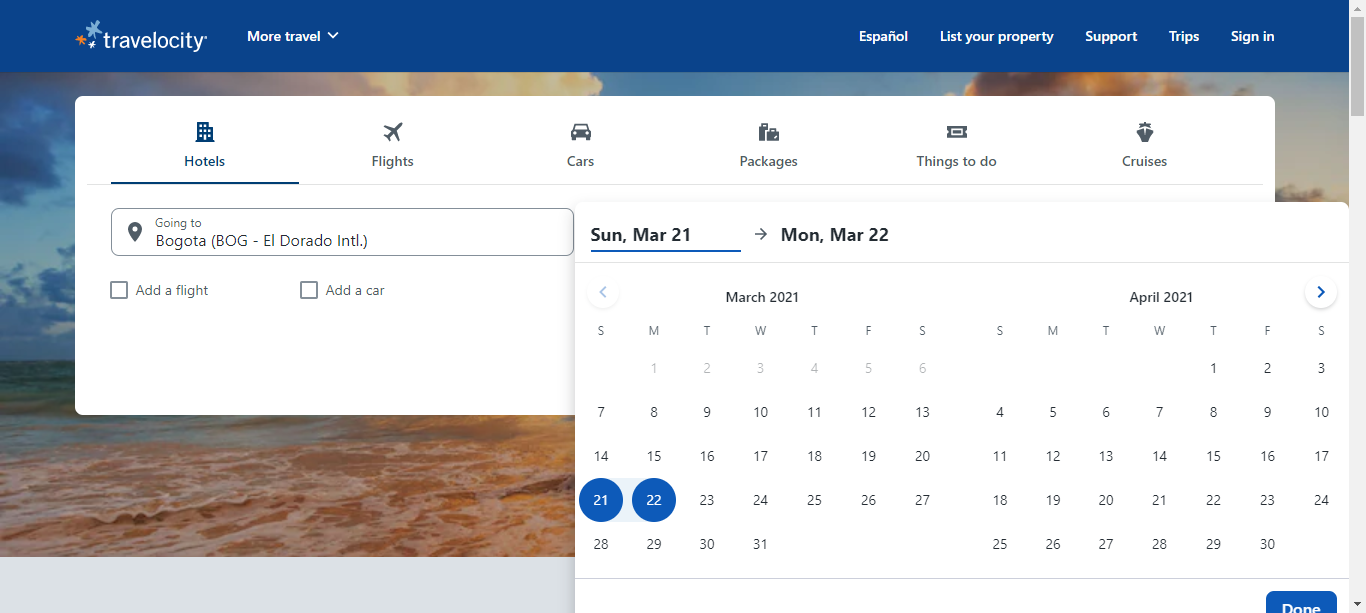 travelocity
More travel
Español
List your property
Support
Trips
Sign in
Hotels
Flights
Cars
Packages
Things to do
Cruises
Going to
Bogota (BOG - El Dorado Intl.)
Add a flight
Add a car
Sun, Mar 21
Mon, Mar 22
March 2021
S M T W T F S
1 2 3 4 5 6
7 8 9 10 11 12 13
14 15 16 17 18 19 20
21 22 23 24 25 26 27
28 29 30 31
April 2021
S M T W T F S
1 2 3
4 5 6 7 8 9 10
11 12 13 14 15 16 17
18 19 20 21 22 23 24
25 26 27 28 29 30
Done